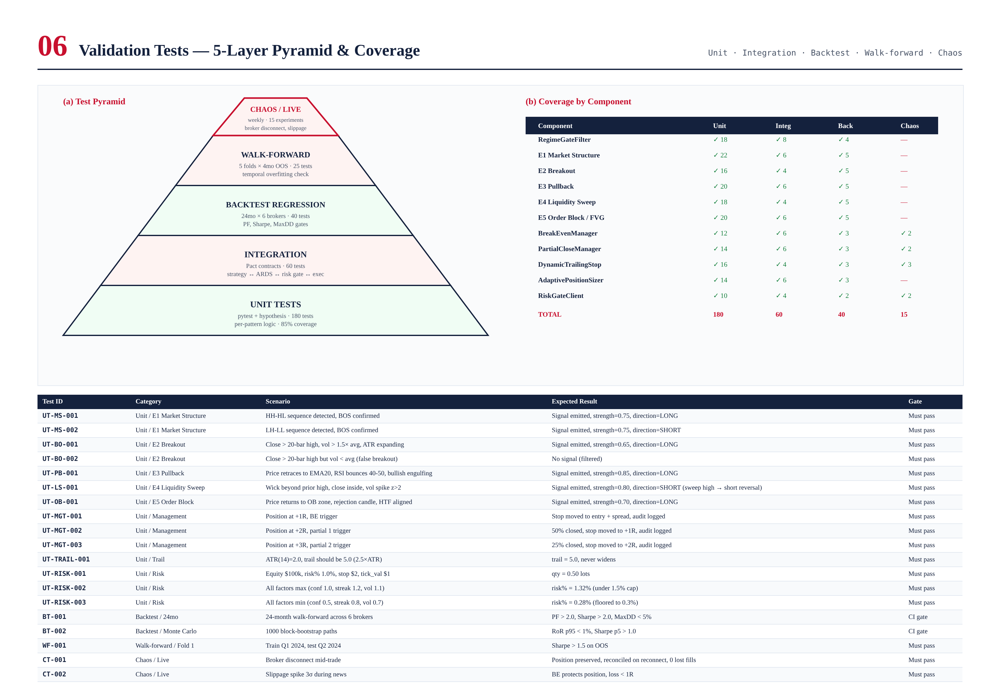 06 Validation Tests — 5-Layer Pyramid & Coverage
Unit · Integration · Backtest · Walk-forward · Chaos
(a) Test Pyramid
CHAOS / LIVE
weekly · 15 experiments
broker disconnect, slippage
WALK-FORWARD
5 folds × 4mo OOS · 25 tests
temporal overfitting check
BACKTEST REGRESSION
24mo × 6 brokers · 40 tests
PF, Sharpe, MaxDD gates
INTEGRATION
Pact contracts · 60 tests
strategy ↔ ARDS ↔ risk gate ↔ exec
UNIT TESTS
pytest + hypothesis · 180 tests
per-pattern logic · 85% coverage
(b) Coverage by Component
Component Unit Integ Back Chaos
RegimeGateFilter ✓ 18 ✓ 8 ✓ 4 —
E1 Market Structure ✓ 22 ✓ 6 ✓ 5 —
E2 Breakout ✓ 16 ✓ 4 ✓ 5 —
E3 Pullback ✓ 20 ✓ 6 ✓ 5 —
E4 Liquidity Sweep ✓ 18 ✓ 4 ✓ 5 —
E5 Order Block / FVG ✓ 20 ✓ 6 ✓ 5 —
BreakEvenManager ✓ 12 ✓ 6 ✓ 3 ✓ 2
PartialCloseManager ✓ 14 ✓ 6 ✓ 3 ✓ 2
DynamicTrailingStop ✓ 16 ✓ 4 ✓ 3 ✓ 3
AdaptivePositionSizer ✓ 14 ✓ 6 ✓ 3 —
RiskGateClient ✓ 10 ✓ 4 ✓ 2 ✓ 2
TOTAL 180 60 40 15
Test ID Category Scenario Expected Result Gate
UT-MS-001 Unit / E1 Market Structure HH-HL sequence detected, BOS confirmed Signal emitted, strength=0.75, direction=LONG Must pass
UT-MS-002 Unit / E1 Market Structure LH-LL sequence detected, BOS confirmed Signal emitted, strength=0.75, direction=SHORT Must pass
UT-BO-001 Unit / E2 Breakout Close > 20-bar high, vol > 1.5× avg, ATR expanding Signal emitted, strength=0.65, direction=LONG Must pass
UT-BO-002 Unit / E2 Breakout Close > 20-bar high but vol < avg (false breakout) No signal (filtered) Must pass
UT-PB-001 Unit / E3 Pullback Price retraces to EMA20, RSI bounces 40-50, bullish engulfing Signal emitted, strength=0.85, direction=LONG Must pass
UT-LS-001 Unit / E4 Liquidity Sweep Wick beyond prior high, close inside, vol spike z>2 Signal emitted, strength=0.80, direction=SHORT (sweep high → short reversal) Must pass
UT-OB-001 Unit / E5 Order Block Price returns to OB zone, rejection candle, HTF aligned Signal emitted, strength=0.70, direction=LONG Must pass
UT-MGT-001 Unit / Management Position at +1R, BE trigger Stop moved to entry + spread, audit logged Must pass
UT-MGT-002 Unit / Management Position at +2R, partial 1 trigger 50% closed, stop moved to +1R, audit logged Must pass
UT-MGT-003 Unit / Management Position at +3R, partial 2 trigger 25% closed, stop moved to +2R, audit logged Must pass
UT-TRAIL-001 Unit / Trail ATR(14)=2.0, trail should be 5.0 (2.5×ATR) trail = 5.0, never widens Must pass
UT-RISK-001 Unit / Risk Equity $100k, risk% 1.0%, stop $2, tick_val $1 qty = 0.50 lots Must pass
UT-RISK-002 Unit / Risk All factors max (conf 1.0, streak 1.2, vol 1.1) risk% = 1.32% (under 1.5% cap) Must pass
UT-RISK-003 Unit / Risk All factors min (conf 0.5, streak 0.8, vol 0.7) risk% = 0.28% (floored to 0.3%) Must pass
BT-001 Backtest / 24mo 24-month walk-forward across 6 brokers PF > 2.0, Sharpe > 2.0, MaxDD < 5% CI gate
BT-002 Backtest / Monte Carlo 1000 block-bootstrap paths RoR p95 < 1%, Sharpe p5 > 1.0 CI gate
WF-001 Walk-forward / Fold 1 Train Q1 2024, test Q2 2024 Sharpe > 1.5 on OOS Must pass
CT-001 Chaos / Live Broker disconnect mid-trade Position preserved, reconciled on reconnect, 0 lost fills Must pass
CT-002 Chaos / Live Slippage spike 3σ during news BE protects position, loss < 1R Must pass